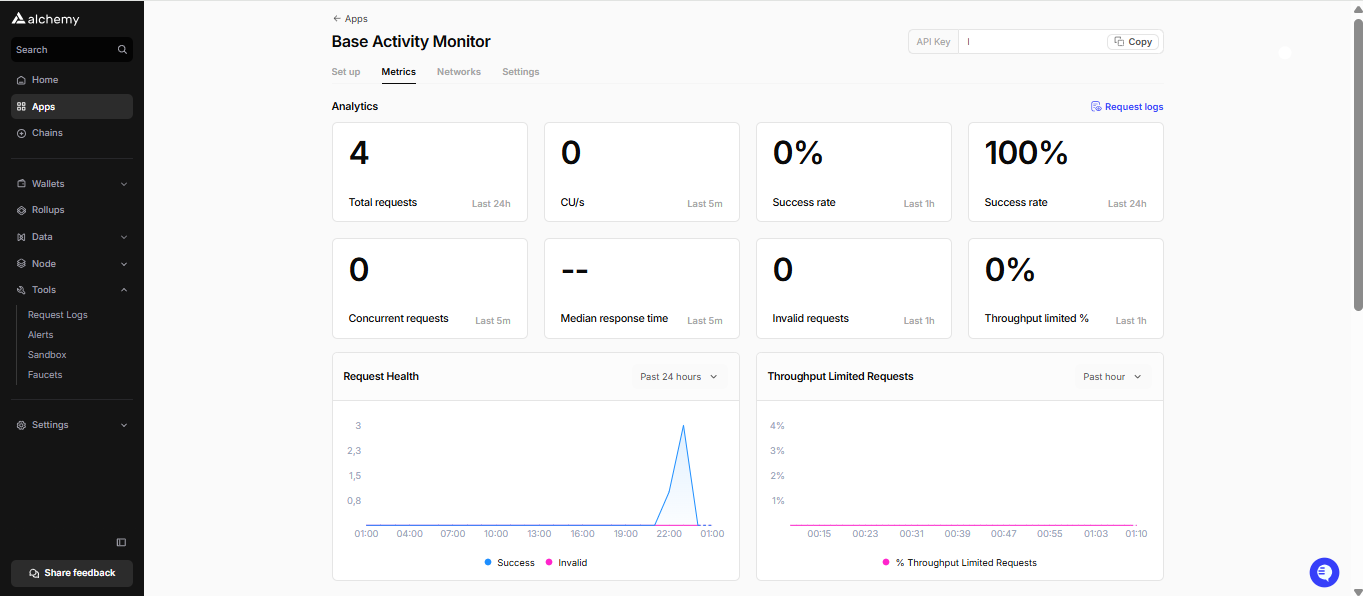 alchemy
Search
Home
Apps
Chains
Wallets
Rollups
Data
Node
Tools
Request Logs
Alerts
Sandbox
Faucets
Settings
Share feedback
← Apps
Base Activity Monitor
API Key
Copy
Set up Metrics Networks Settings
Analytics
Request logs
4
Total requests Last 24h
0
CU/s Last 5m
0%
Success rate Last 1h
100%
Success rate Last 24h
0
Concurrent requests Last 5m
--
Median response time Last 5m
0
Invalid requests Last 1h
0%
Throughput limited % Last 1h
Request Health Past 24 hours
3
2,3
1,5
0,8
01:00 04:00 07:00 10:00 13:00 16:00 19:00 22:00 01:00
Success Invalid
Throughput Limited Requests Past hour
4%
3%
2%
1%
00:15 00:23 00:31 00:39 00:47 00:55 01:03 01:10
% Throughput Limited Requests